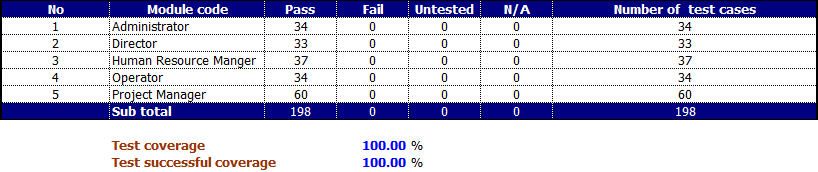 No Module code Pass Fail Untested N/A Number of  test cases
1 Administrator 34 0 0 0 34
2 Director 33 0 0 0 33
3 Human Resource Manger 37 0 0 0 37
4 Operator 34 0 0 0 34
5 Project Manager 60 0 0 0 60
Sub total 198 0 0 0 198
Test coverage 100.00 %
Test successful coverage 100.00 %